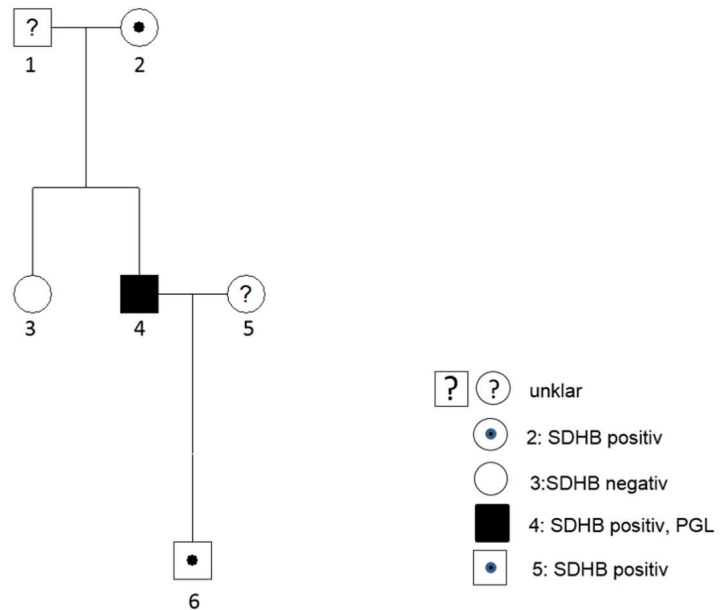 ?
1 2
3 4 ? 5
6
? ? unklar
2: SDHB positiv
3:SDHB negativ
4: SDHB positiv, PGL
5: SDHB positiv